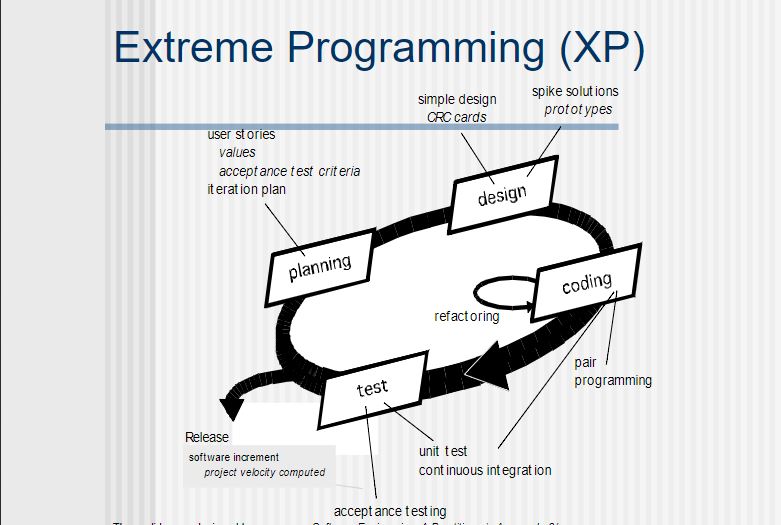 Extreme Programming (XP)
spike solutions
prototypes
simple design
CRC cards
user stories
values
acceptance test criteria
iteration plan
design
planning
coding
refactoring
test
pair
programming
Release
software increment
project velocity computed
unit test
continuous integration
acceptance testing